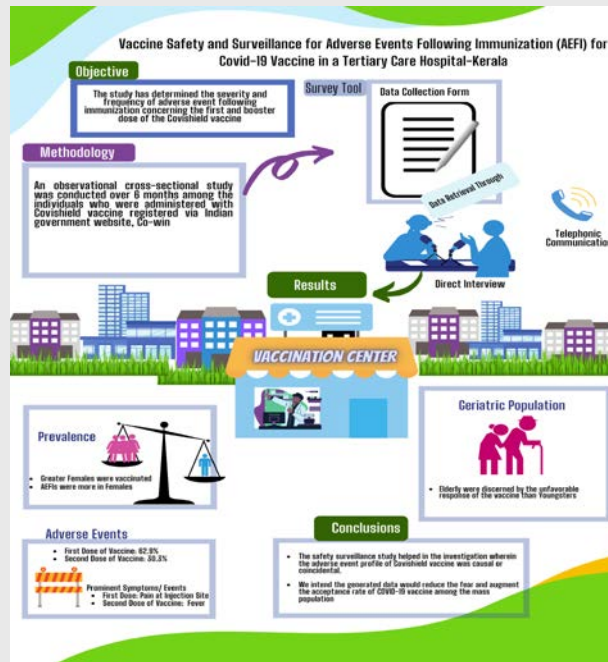 Vaccine Safety and Surveillance for Adverse Events Following Immunization (AEFI) for
Covid-19 Vaccine in a Tertiary Care Hospital-Kerala
Objective
The study has determined the severity and
frequency of adverse event following
immunization concerning the first and booster
dose of the Covishield vaccine
Survey Tool
Data Collection Form
Methodology
An observational cross-sectional study
was conducted over 6 months among the
individuals who were administered with
Covishield vaccine registered via Indian
government website, Co-win
Data Retrieval Through
Direct Interview
Telephonic
Communication
Results
VACCINATION CENTER
Prevalence
• Greater Females were vaccinated
• AEFIs were more in Females
Geriatric Population
• Elderly were discerned by the unfavorable
response of the vaccine than Youngsters
Adverse Events
• First Dose of Vaccine: 62.8%
• Second Dose of Vaccine: 30.3%
Prominent Symptoms/ Events
• First Dose: Pain at Injection Site
• Second Dose of Vaccine: Fever
Conclusions
• The safety surveillance study helped in the investigation wherein
the adverse event profile of Covishield vaccine was causal or
coincidental.
• We intend the generated data would reduce the fear and augment
the acceptance rate of COVID-19 vaccine among the mass
population